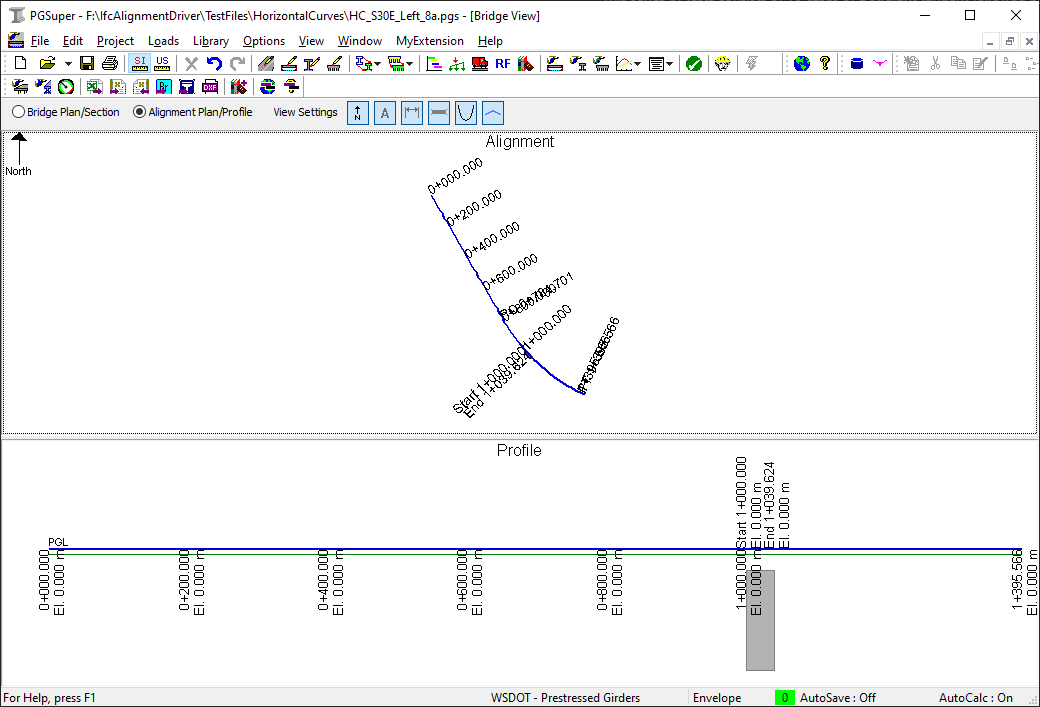 PGSuper - F:\IfcAlignmentDriver\TestFiles\HorizontalCurves\HC_S30E_Left_8a.pgs - [Bridge View]
File Edit Project Loads Library Options View Window MyExtension Help
SI US RF
DXF
Bridge Plan/Section Alignment Plan/Profile View Settings N A
Alignment
North
0+000.000
0+200.000
0+400.000
0+600.000
1+000.000
Start 1+000.000
End 1+039.624
Profile
PGL
0+000.000
El. 0.000 m
0+200.000
El. 0.000 m
0+400.000
El. 0.000 m
0+600.000
El. 0.000 m
0+800.000
El. 0.000 m
Start 1+000.000
El. 0.000 m
End 1+039.624
El. 0.000 m
1+000.000
El. 0.000 m
1+395.566
El. 0.000 m
For Help, press F1 WSDOT - Prestressed Girders Envelope 0 AutoSave : Off AutoCalc : On